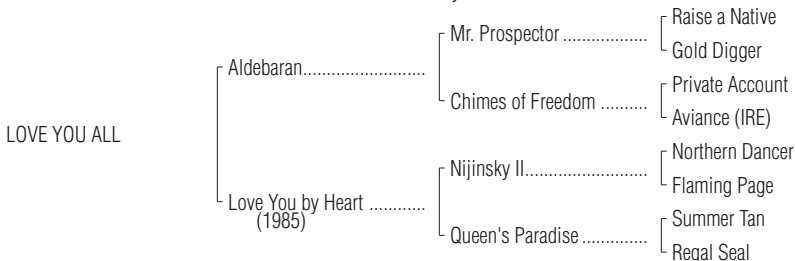 Raise a Native
Mr. Prospector ..................
Gold Digger
Aldebaran..........................
Private Account
Chimes of Freedom ..........
Aviance (IRE)
LOVE YOU ALL
Northern Dancer
Nijinsky II..........................
Flaming Page
Love You by Heart ............
(1985)
Summer Tan
Queen's Paradise ..............
Regal Seal